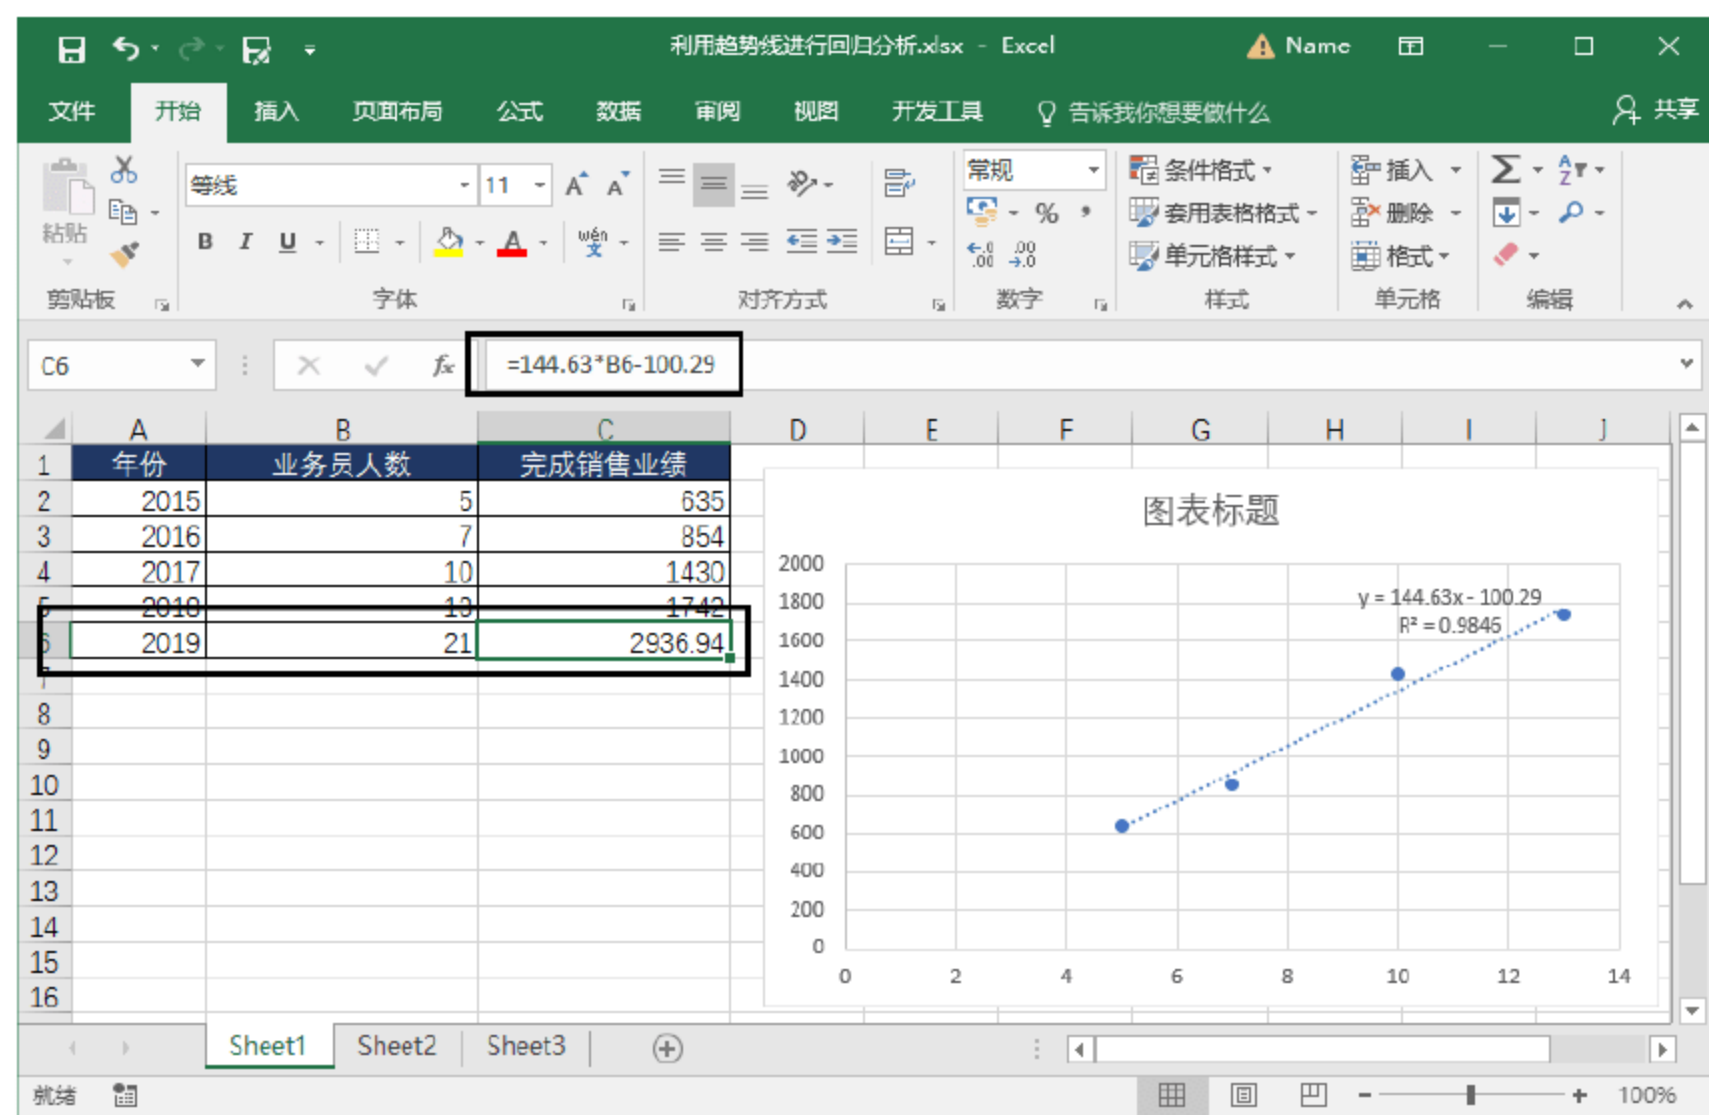 利用趋势线进行回归分析.xlsx - Excel Name
文件 开始 插入 页面布局 公式 数据 审阅 视图 开发工具 告诉我你想要做什么 共享
粘贴 等线 11 A A 常规 条件格式 插入 Σ A Z
B I U A wén 文 % , 套用表格格式 删除
.0 .00 .00 .0 单元格样式 格式
剪贴板 字体 对齐方式 数字 样式 单元格 编辑
C6 fx =144.63*B6-100.29
A B C D E F G H I J
1 年份 业务员人数 完成销售业绩
2 2015 5 635
3 2016 7 854
4 2017 10 1430
5 2018 13 1742
6 2019 21 2936.94
7
8
9
10
11
12
13
14
15
16
图表标题
2000
1800
1600
1400
1200
1000
800
600
400
200
0
y = 144.63x - 100.29
R² = 0.9846
0 2 4 6 8 10 12 14
Sheet1 Sheet2 Sheet3
就绪 100%